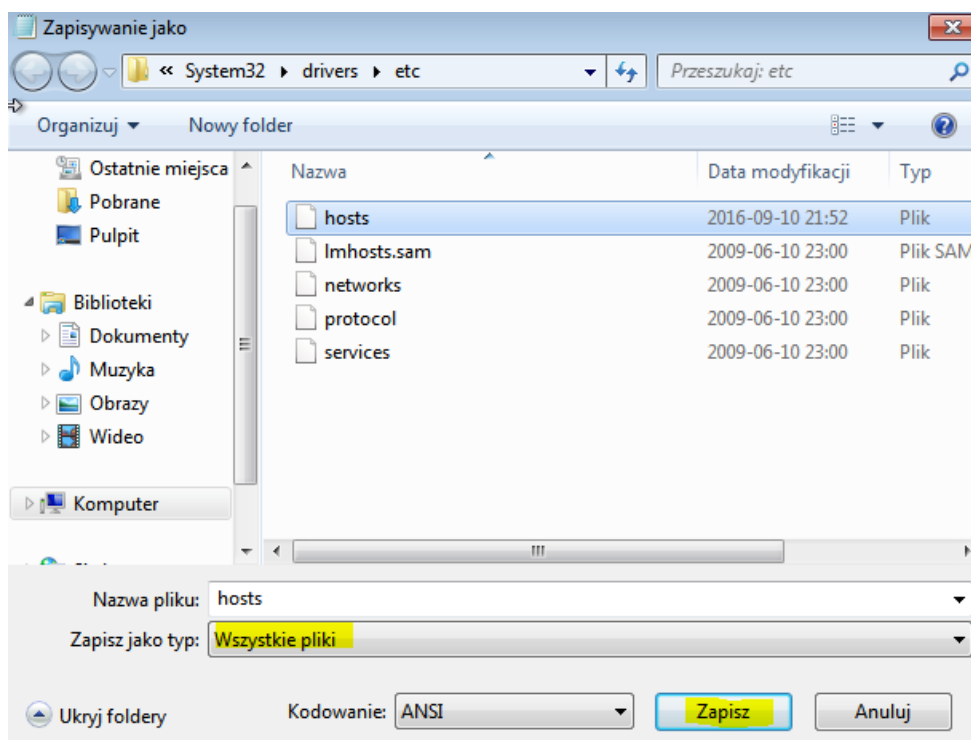 Zapisywanie jako
« System32 ▸ drivers ▸ etc
Przeszukaj: etc
Organizuj
Nowy folder
Ostatnie miejsca
Pobrane
Pulpit
Biblioteki
Dokumenty
Muzyka
Obrazy
Wideo
Komputer
Nazwa Data modyfikacji Typ
hosts 2016-09-10 21:52 Plik
lmhosts.sam 2009-06-10 23:00 Plik SAM
networks 2009-06-10 23:00 Plik
protocol 2009-06-10 23:00 Plik
services 2009-06-10 23:00 Plik
Nazwa pliku: hosts
Zapisz jako typ: Wszystkie pliki
Ukryj foldery Kodowanie: ANSI Zapisz Anuluj